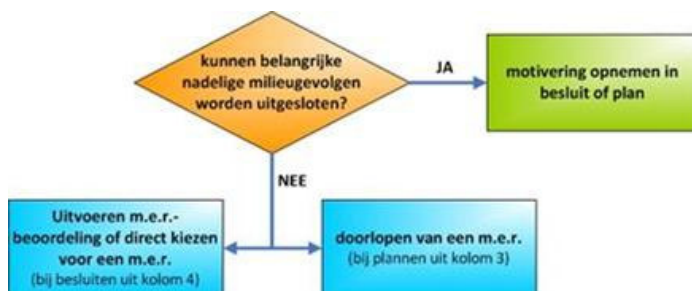 kunnen belangrijke
nadelige milieugevolgen
worden uitgesloten?
JA
motivering opnemen in
besluit of plan
NEE
Uitvoeren m.e.r.-
beoordeling of direct kiezen
voor een m.e.r.
(bij besluiten uit kolom 4)
doorlopen van een m.e.r.
(bij plannen uit kolom 3)